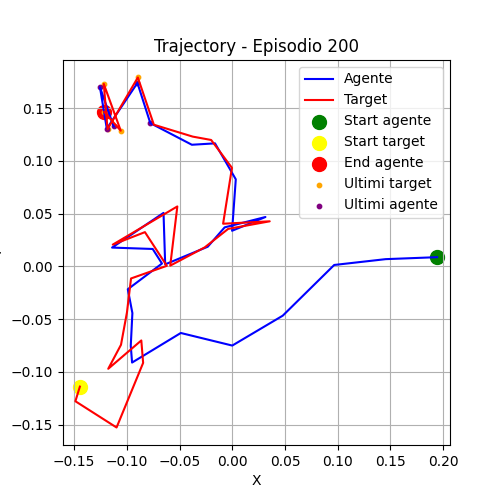 Trajectory - Episodio 200
Agente
Target
Start agente
Start target
End agente
Ultimi target
Ultimi agente
0.15
0.10
0.05
0.00
−0.05
−0.10
−0.15
−0.15
−0.10
−0.05
0.00
0.05
0.10
0.15
0.20
X